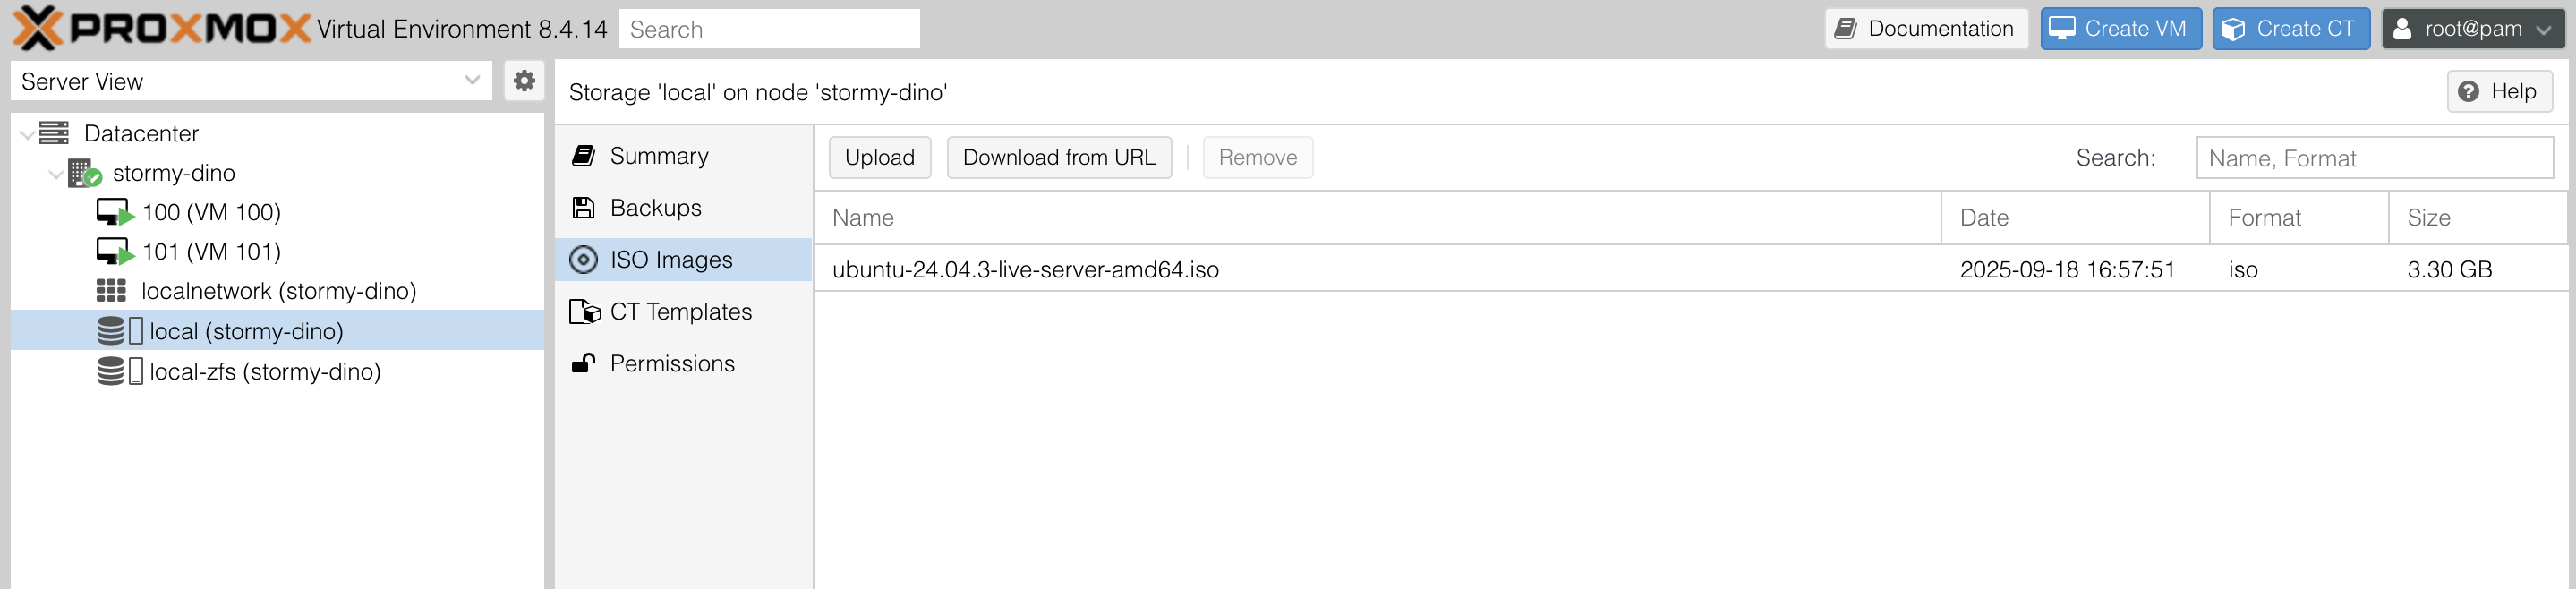 PROXMOX Virtual Environment 8.4.14 Search Documentation Create VM Create CT root@pam
Server View
Datacenter
stormy-dino
100 (VM 100)
101 (VM 101)
localnetwork (stormy-dino)
local (stormy-dino)
local-zfs (stormy-dino)
Storage 'local' on node 'stormy-dino' Help
Summary
Backups
ISO Images
CT Templates
Permissions
Upload Download from URL Remove Search: Name, Format
Name Date Format Size
ubuntu-24.04.3-live-server-amd64.iso 2025-09-18 16:57:51 iso 3.30 GB